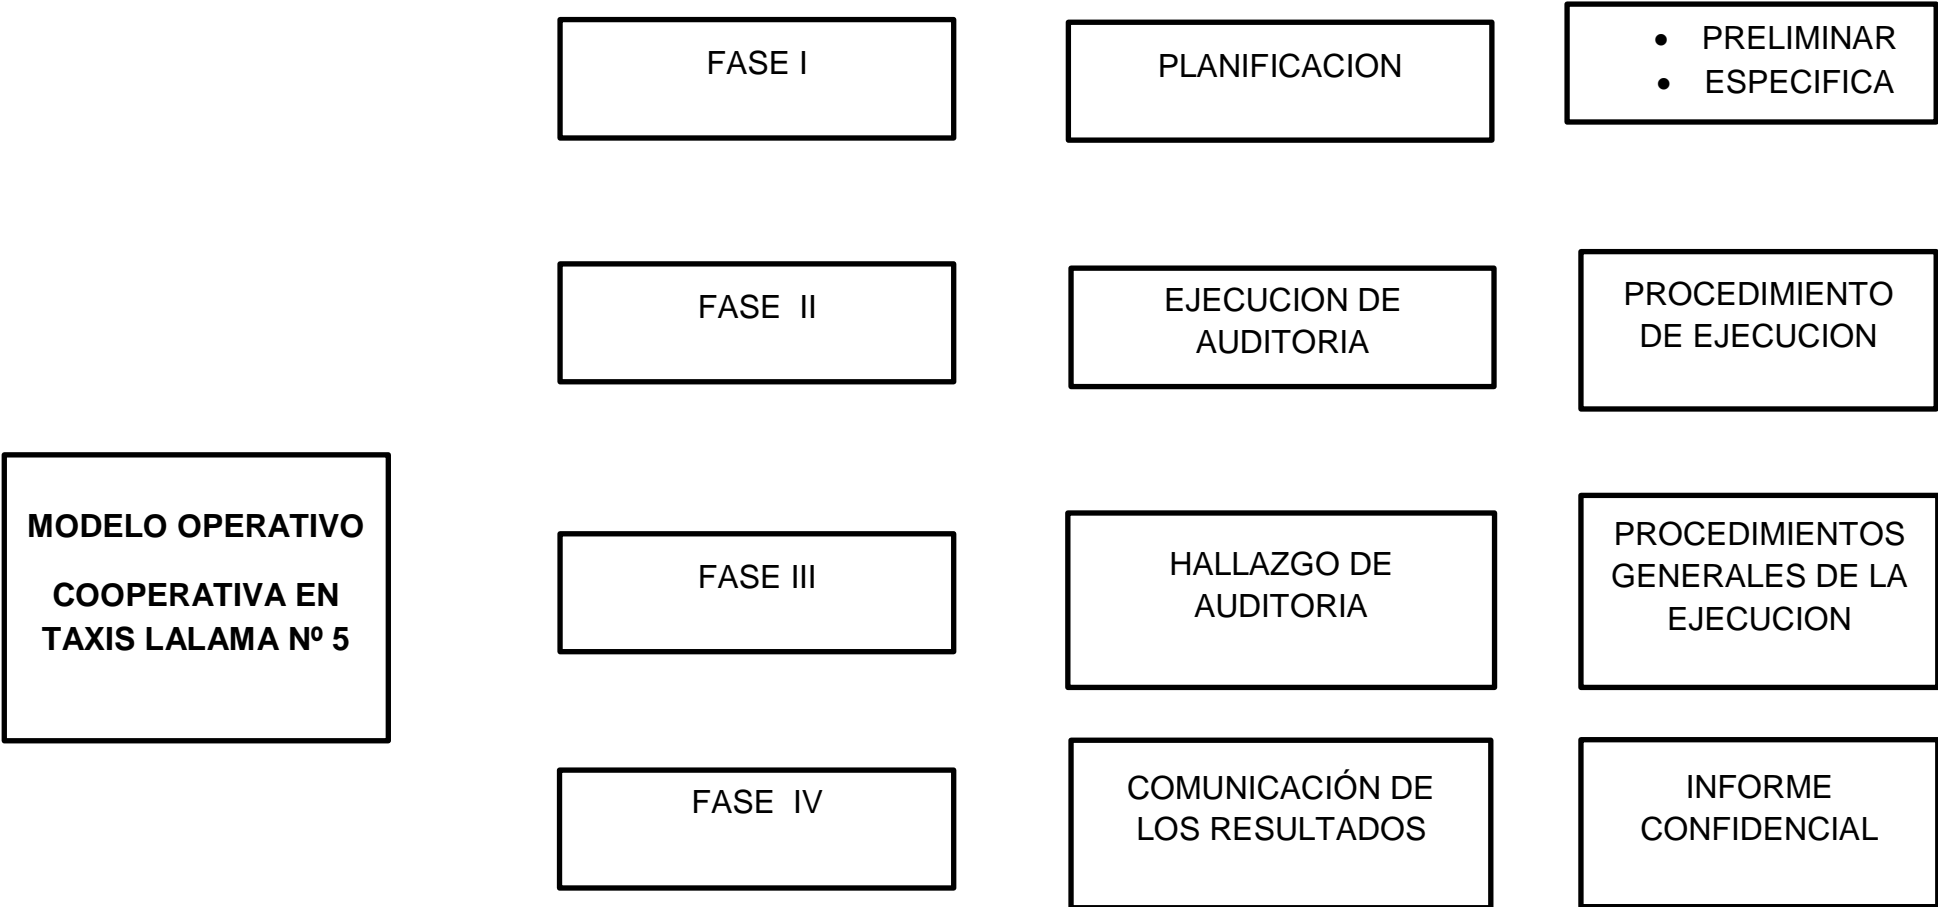 FASE I
PLANIFICACION
• PRELIMINAR
• ESPECIFICA
FASE II
EJECUCION DE
AUDITORIA
PROCEDIMIENTO
DE EJECUCION
MODELO OPERATIVO
COOPERATIVA EN
TAXIS LALAMA Nº 5
FASE III
HALLAZGO DE
AUDITORIA
PROCEDIMIENTOS
GENERALES DE LA
EJECUCION
FASE IV
COMUNICACIÓN DE
LOS RESULTADOS
INFORME
CONFIDENCIAL